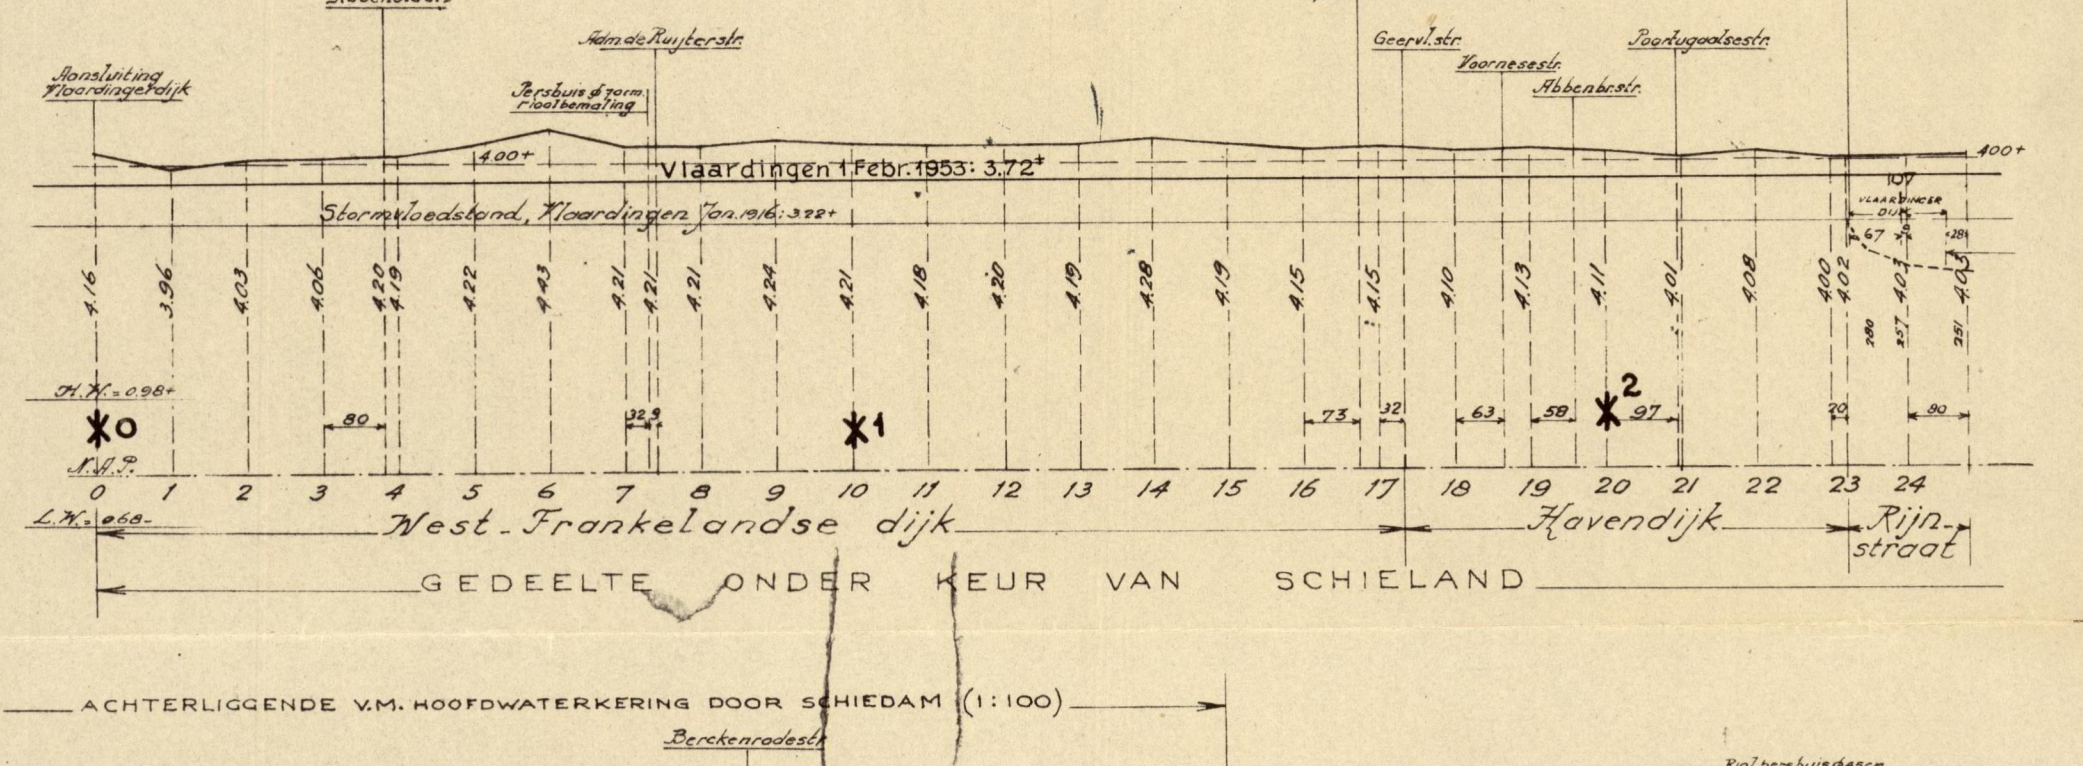 Adm.de Ruijterstr.
Geervl.str.
Poortugaalsestr.
Aansluiting
Vlaardingerdijk
Voornesestr.
Persbuis ϕ 70cm.
rioolbemaling
Abbenbr.str.
4.00+
400+
Vlaardingen 1 Febr. 1953: 3.72+
107
VLAARDINGER
DIJK
Stormvloedstand, Vlaardingen Jan. 1916: 3.22+
67
28
4.16 3.96 4.03 4.06 4.20 4.19 4.22 4.43 4.21 4.21 4.21 4.24 4.21 4.18 4.20 4.19 4.28 4.19 4.15 4.15 4.10 4.13 4.11 4.01 4.08 4.00 4.02 4.03 4.03
280 257 251
H.W. = 0.98+
0 80 32 9 1 73 32 63 58 2 97 20 80
N.A.P.
0 1 2 3 4 5 6 7 8 9 10 11 12 13 14 15 16 17 18 19 20 21 22 23 24
L.W. = 0.68-
West-Frankelandse dijk
Havendijk
Rijn-
straat
GEDEELTE ONDER KEUR VAN SCHIELAND
ACHTERLIGGENDE V.M. HOOFDWATERKERING DOOR SCHIEDAM (1:100)
Berckenrodestr.